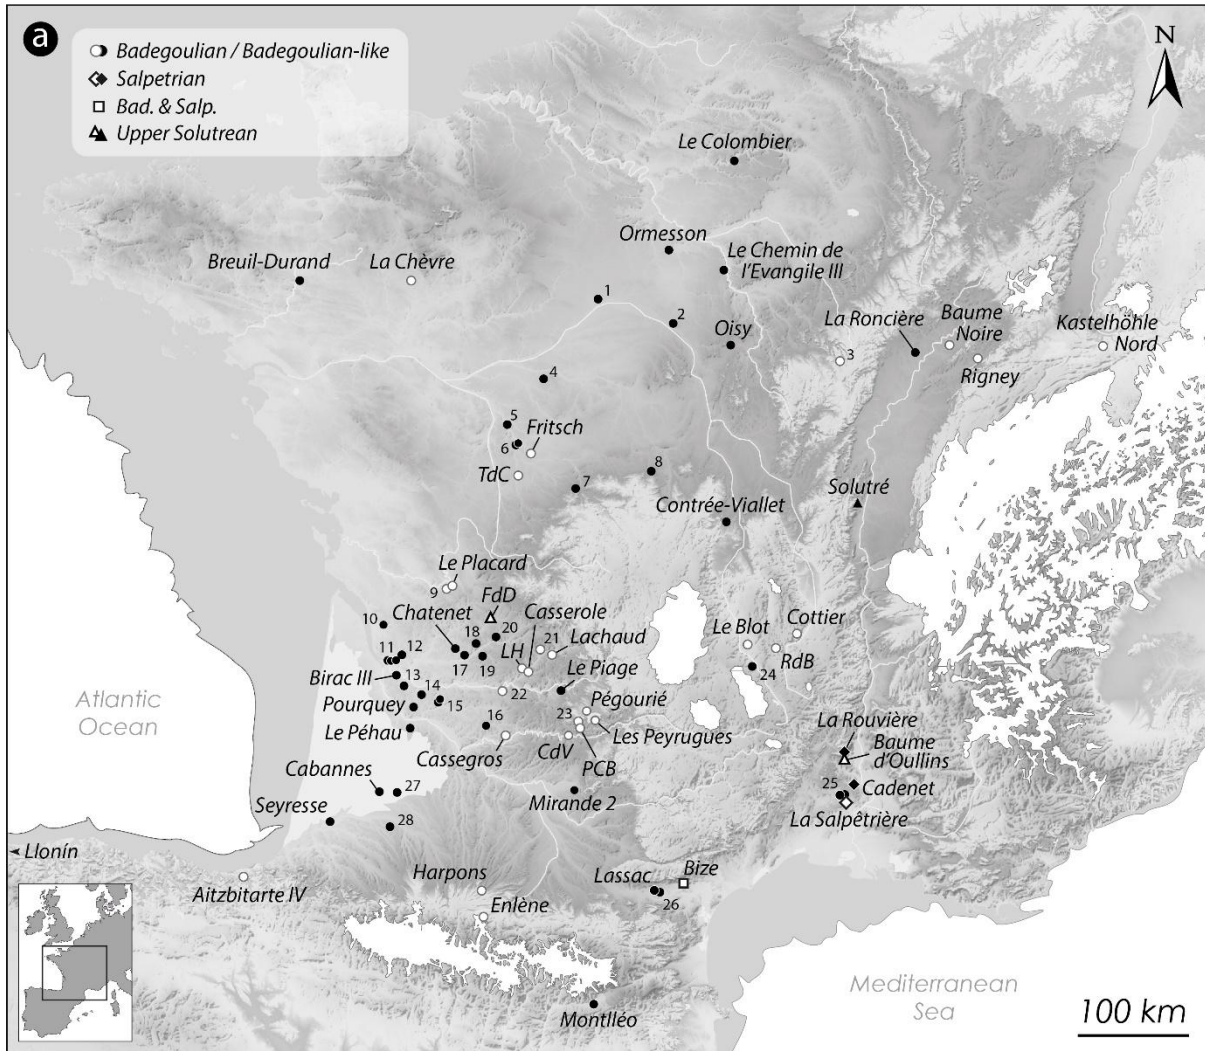 a
Badegoulian / Badegoulian-like
Salpetrian
Bad. & Salp.
Upper Solutrean
N
Le Colombier
Ormesson
Le Chemin de
l'Evangile III
Breuil-Durand
La Chèvre
1
2
Oisy
La Roncière
Baume
Noire
Kastelhöhle
Nord
3
Rigney
4
5
Fritsch
6
TdC
7
8
Contrée-Viallet
Solutré
Le Placard
9
FdD
Chatenet
Casserole
10
18
20
21
Lachaud
Le Blot
Cottier
11
12
LH
17
19
Le Piage
RdB
24
Birac III
13
22
Pégourié
14
Pourquey
15
23
Les Peyrugues
Le Péhau
16
La Rouvière
Cassegros
CdV
PCB
Baume
d'Oullins
Cabannes
27
Mirande 2
25
Cadenet
Seyresse
28
La Salpêtrière
Llonín
Aitzbitarte IV
Harpons
Lassac
Bize
26
Enlène
Montlléo
Atlantic
Ocean
Mediterranean
Sea
100 km